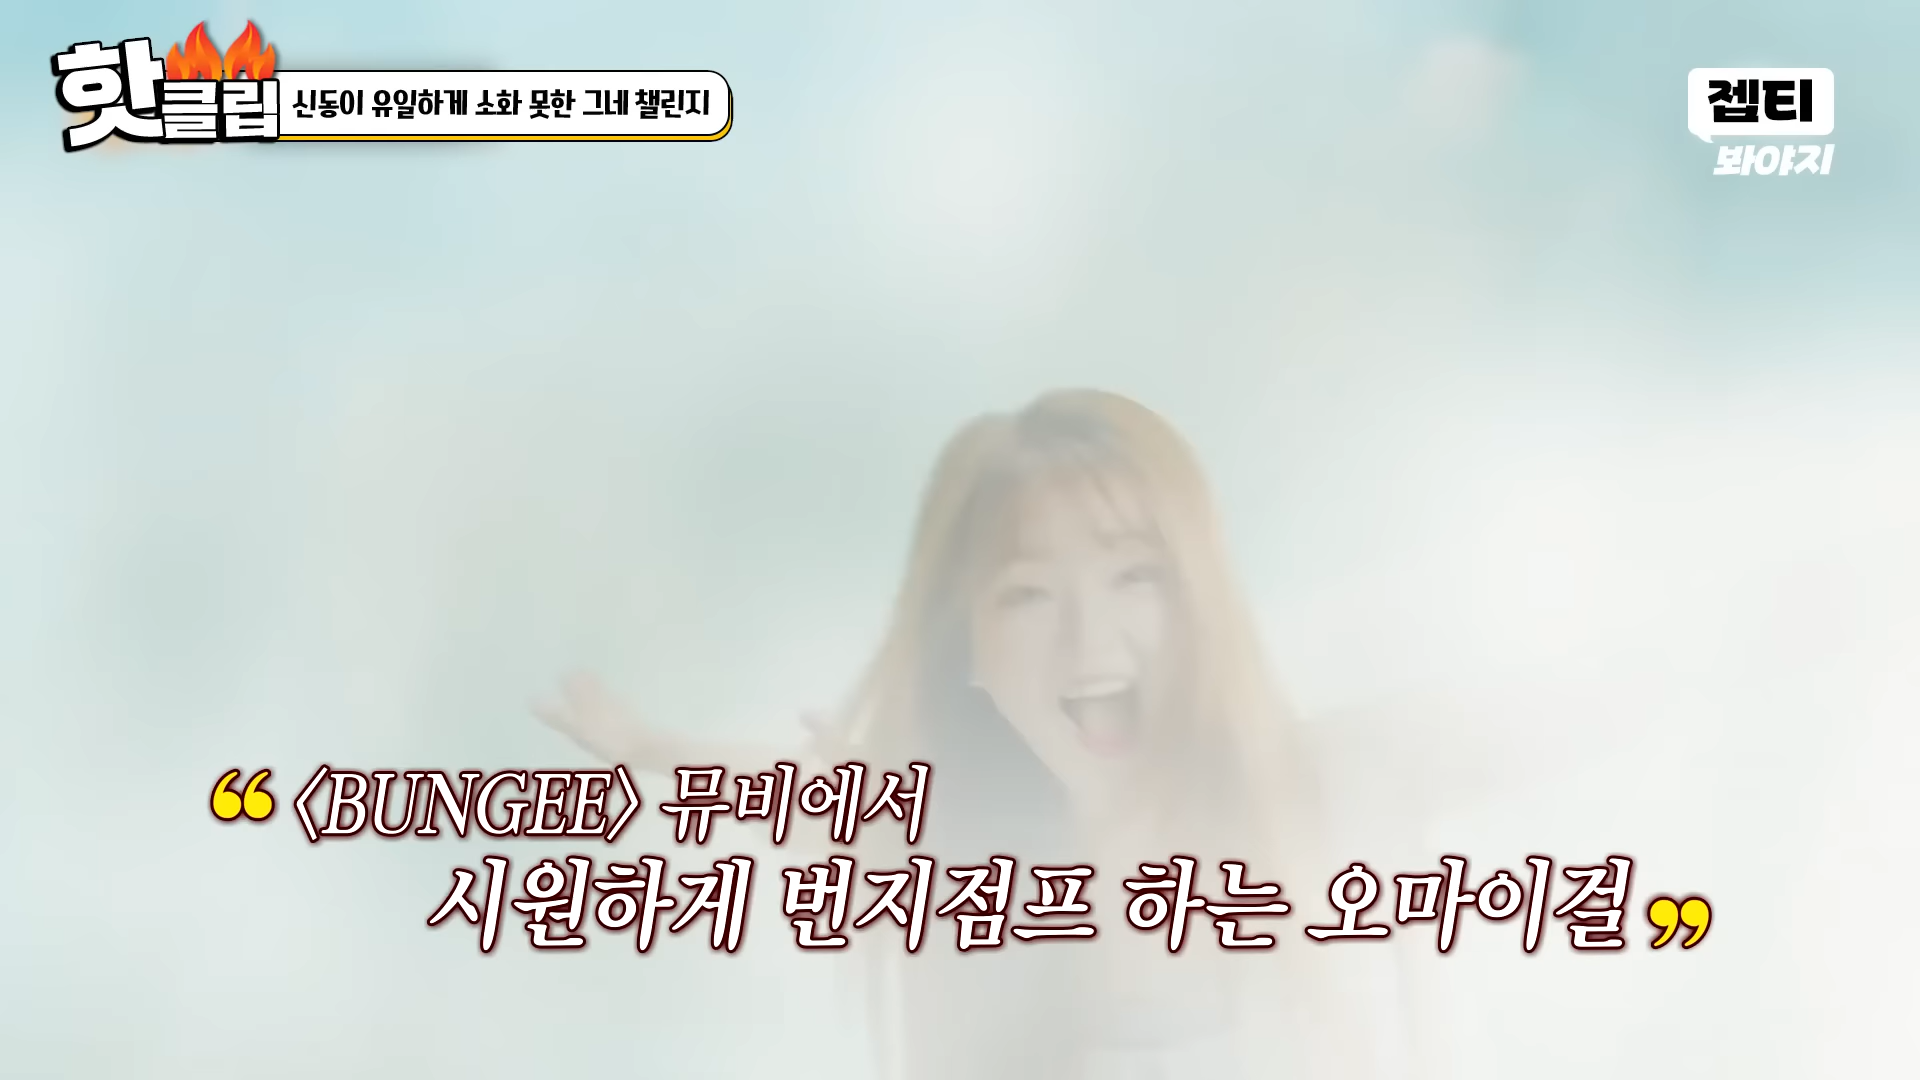 핫클립
신동이 유일하게 소화 못한 그네 챌린지
젭티
봐야지
“〈BUNGEE〉 뮤비에서
시원하게 번지점프 하는 오마이걸”